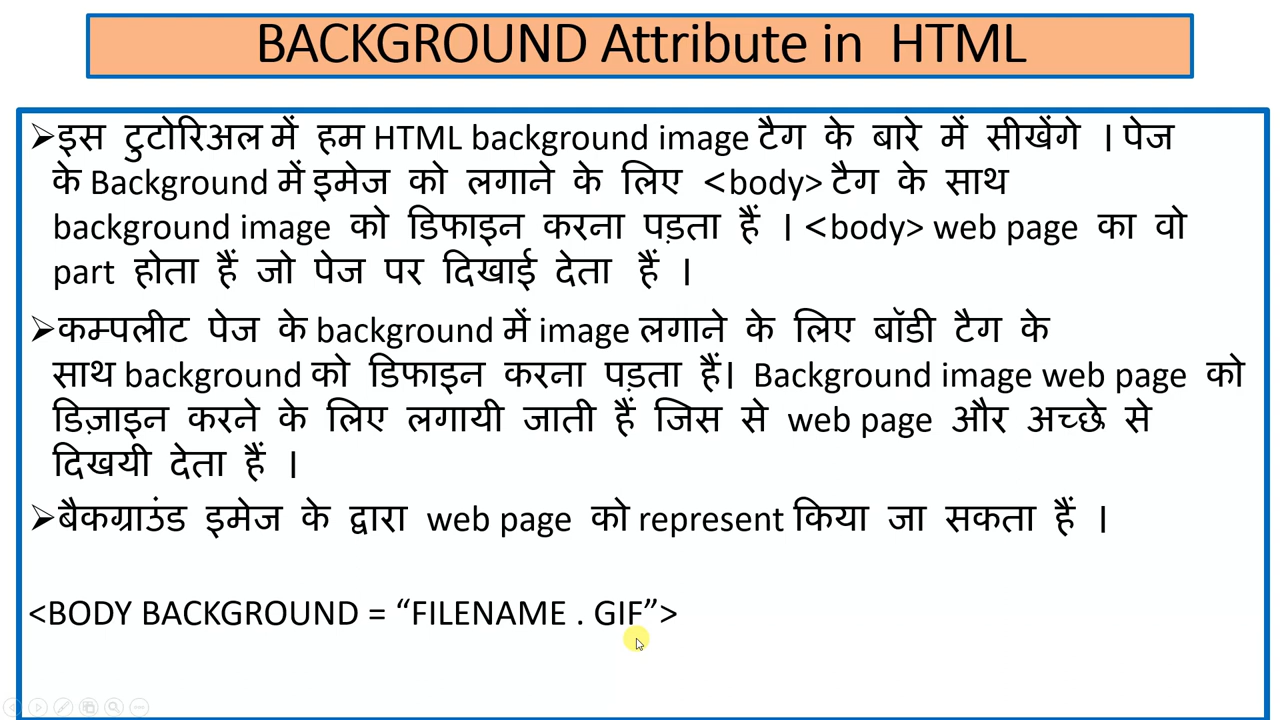 BACKGROUND Attribute in HTML
➢इस टुटोरिअल में हम HTML background image टैग के बारे में सीखेंगे । पेज
के Background में इमेज को लगाने के लिए <body> टैग के साथ
background image को डिफाइन करना पड़ता हैं । <body> web page का वो
part होता हैं जो पेज पर दिखाई देता हैं ।
➢कम्पलीट पेज के background में image लगाने के लिए बॉडी टैग के
साथ background को डिफाइन करना पड़ता हैं। Background image web page को
डिज़ाइन करने के लिए लगायी जाती हैं जिस से web page और अच्छे से
दिखयी देता हैं ।
➢बैकग्राउंड इमेज के द्वारा web page को represent किया जा सकता हैं ।
<BODY BACKGROUND = “FILENAME . GIF”>